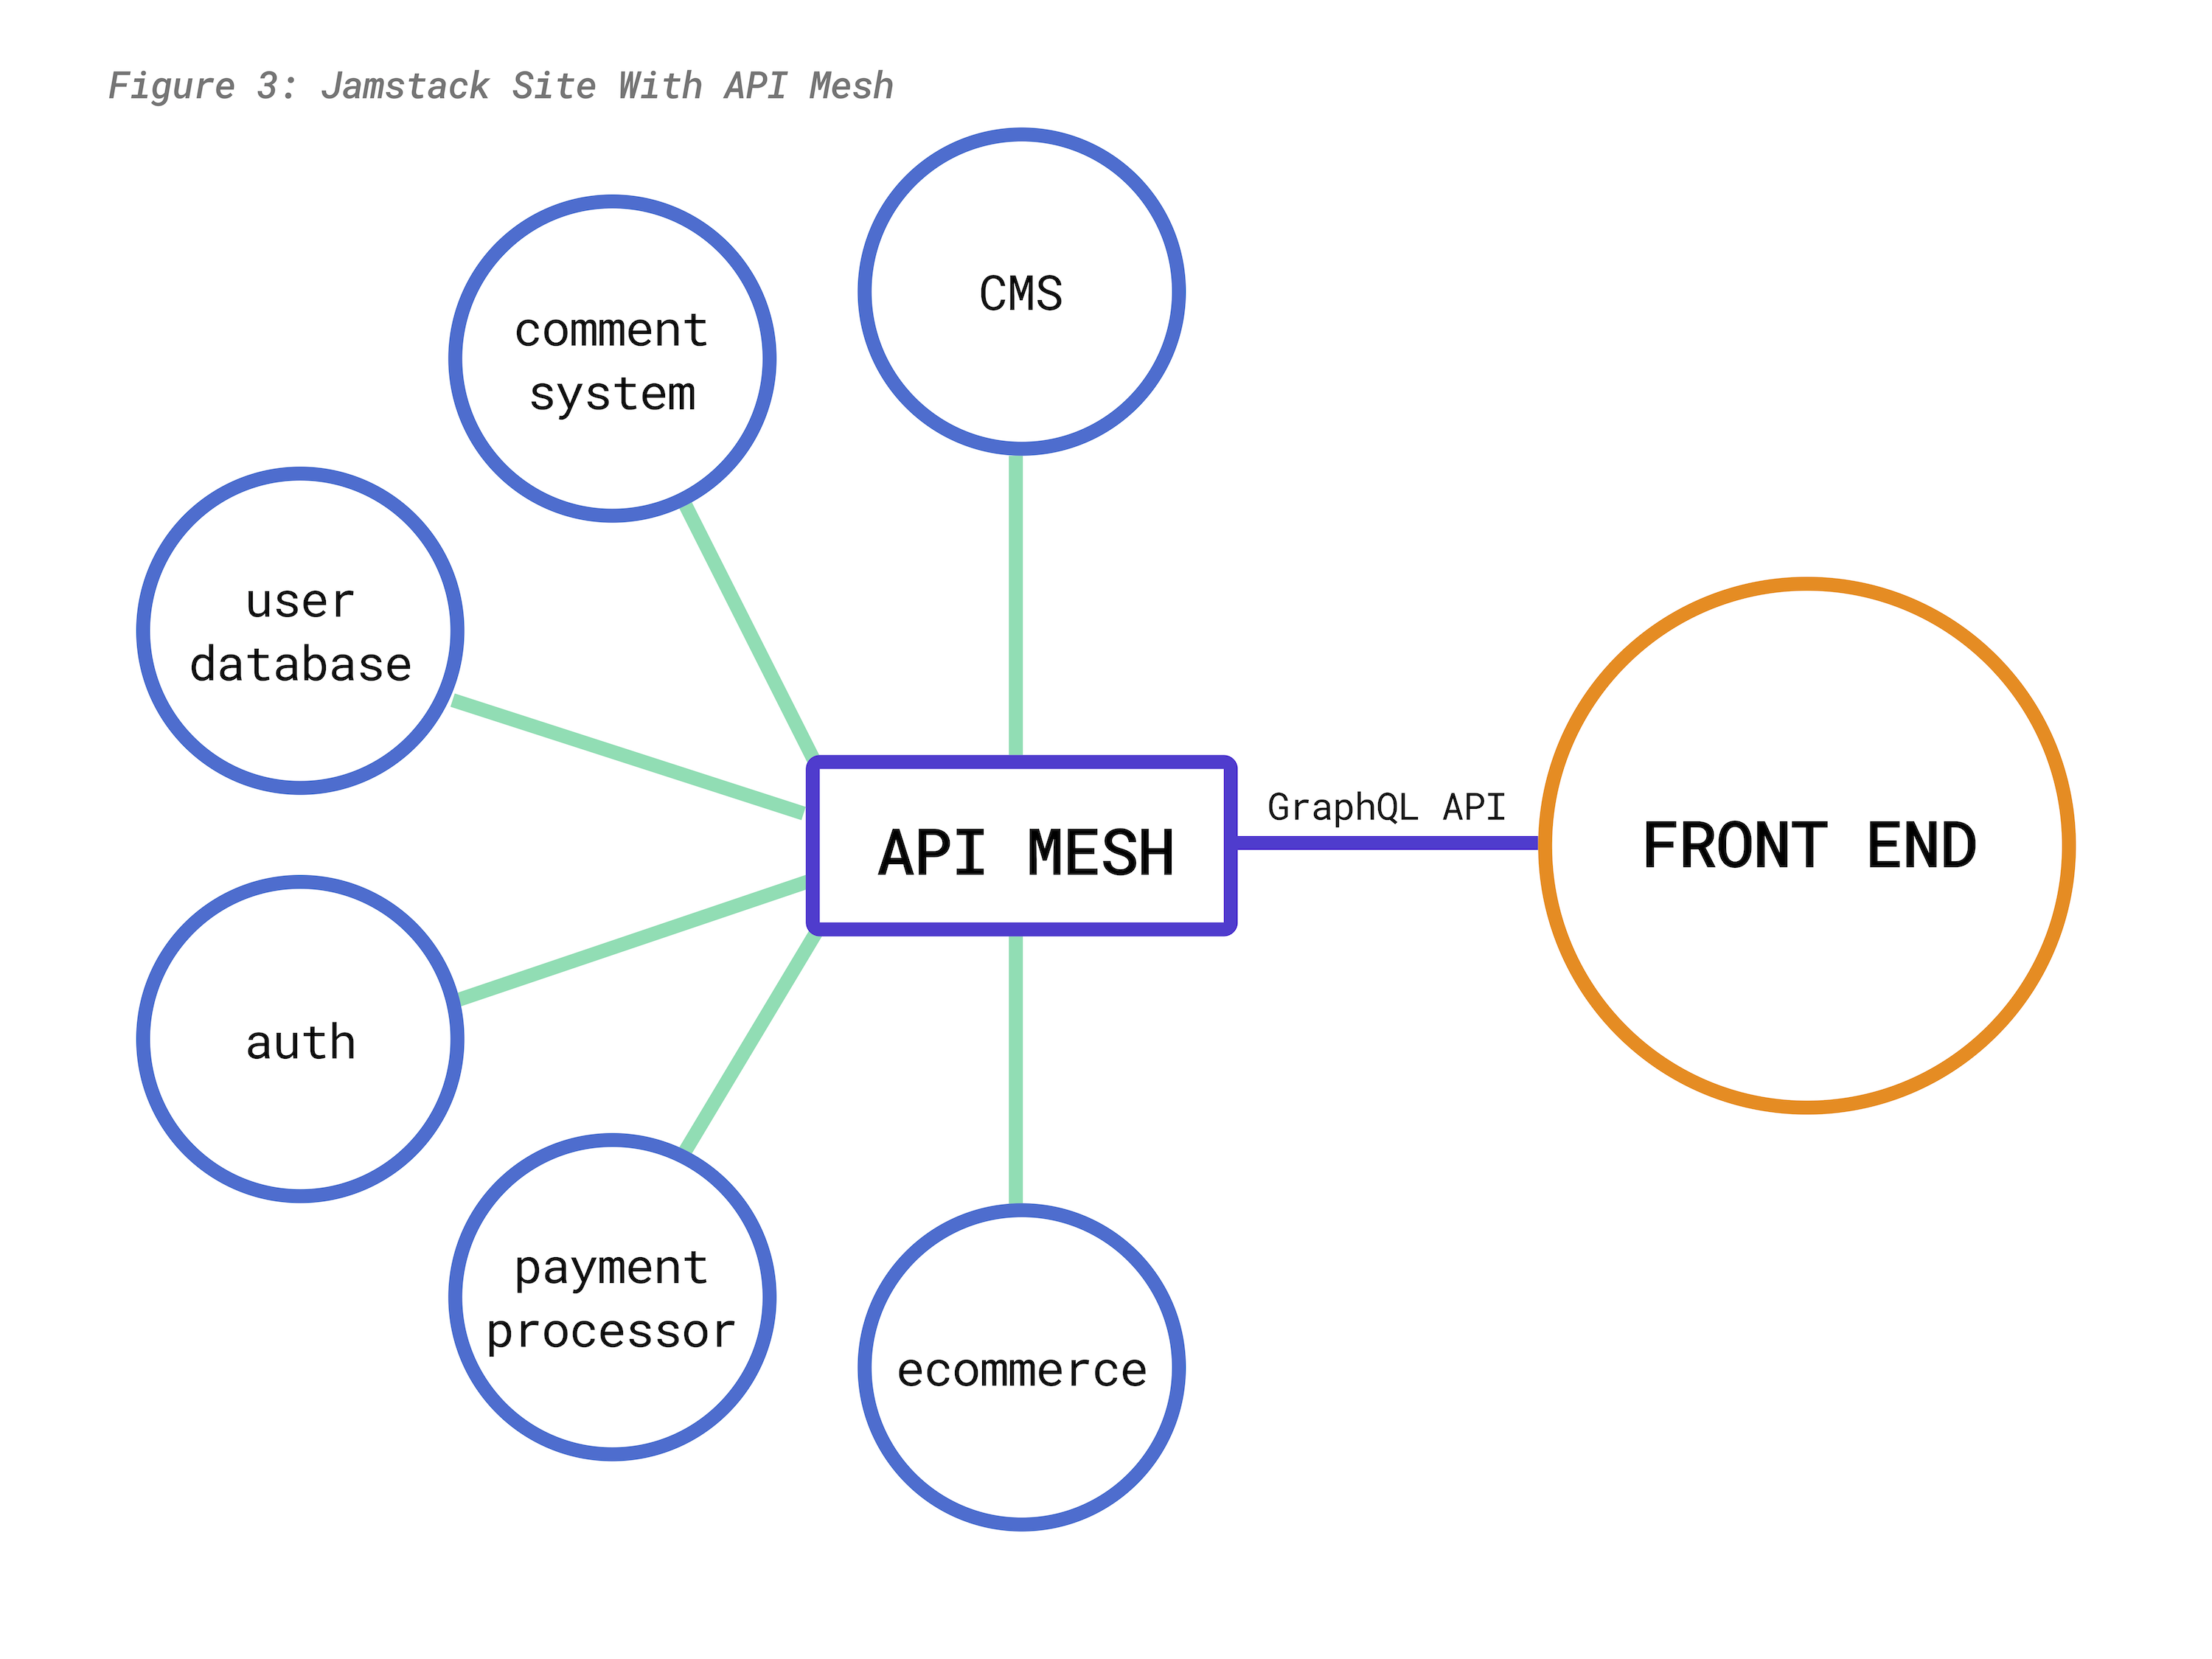 Figure 3: Jamstack Site With API Mesh
CMS
comment
system
user
database
API MESH
GraphQL API
FRONT END
auth
payment
processor
ecommerce